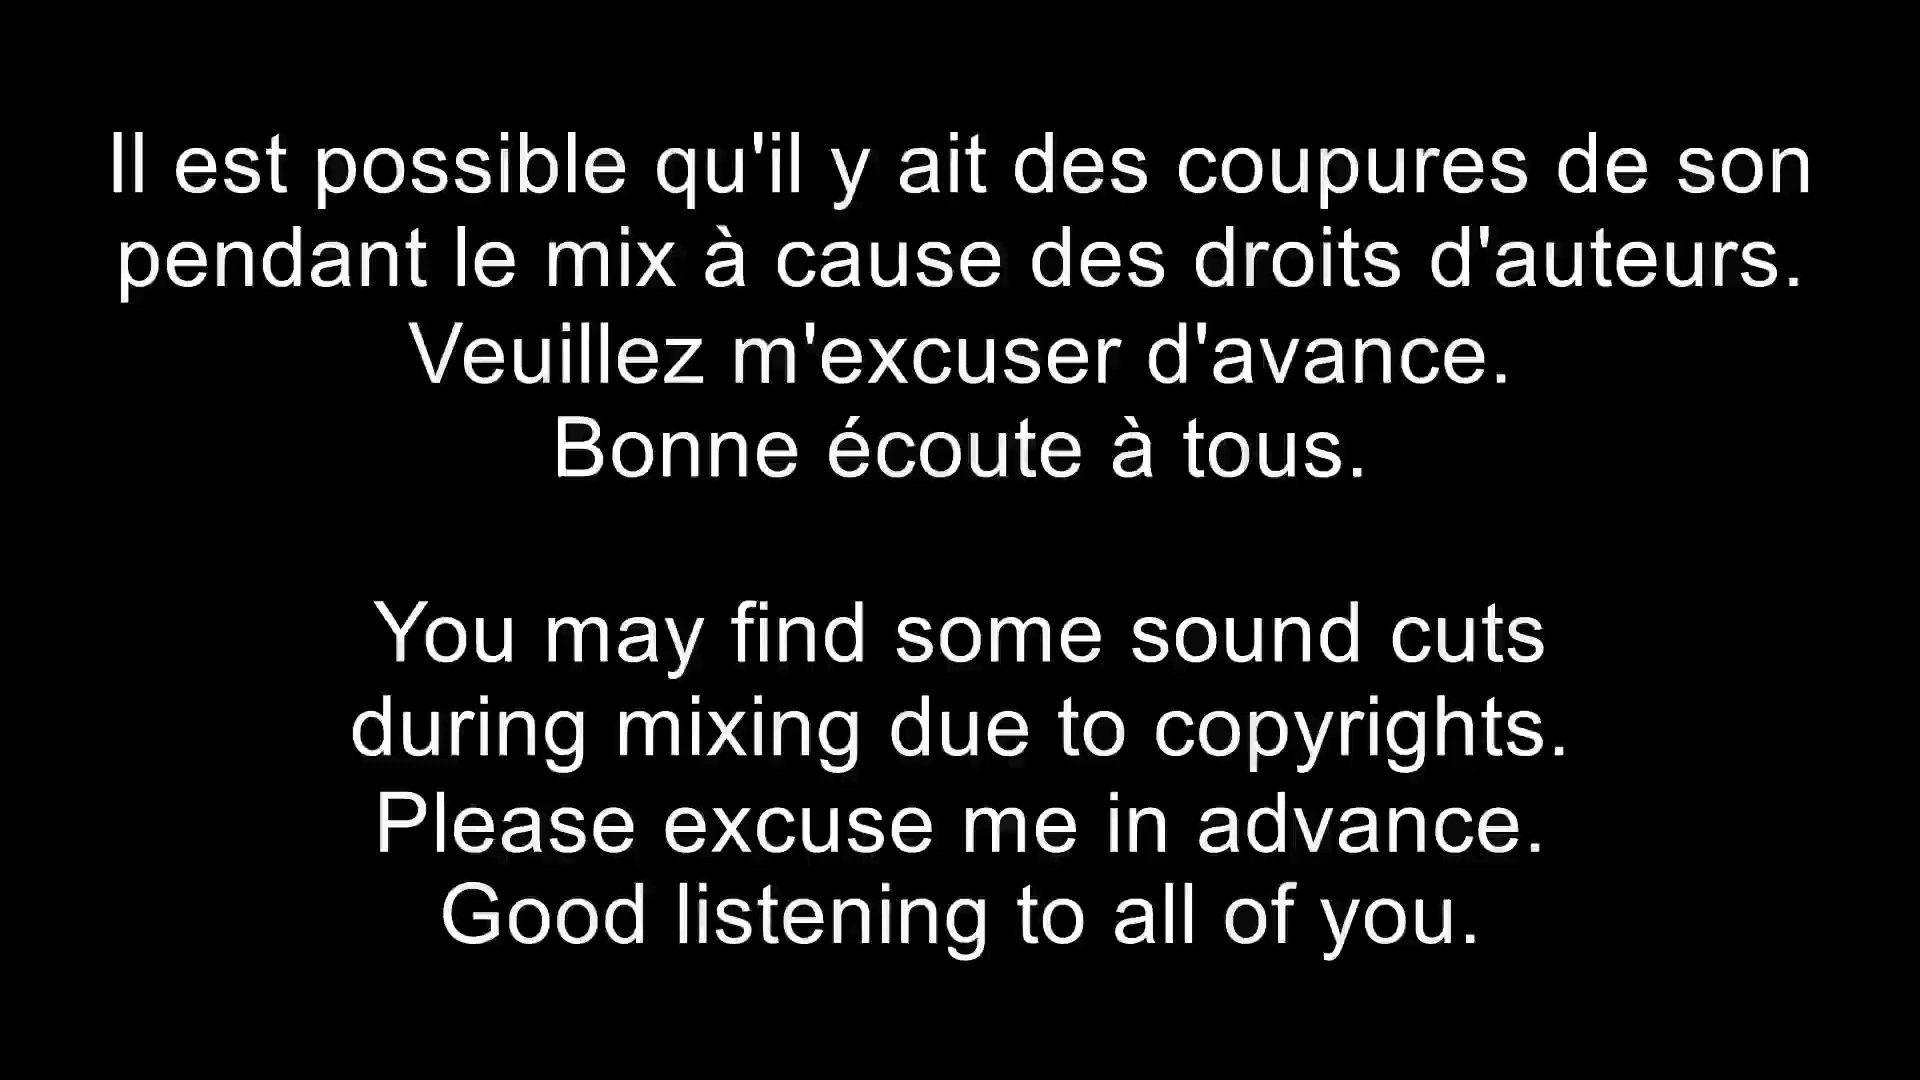 Il est possible qu'il y ait des coupures de son
pendant le mix à cause des droits d'auteurs.
Veuillez m'excuser d'avance.
Bonne écoute à tous.
You may find some sound cuts
during mixing due to copyrights.
Please excuse me in advance.
Good listening to all of you.